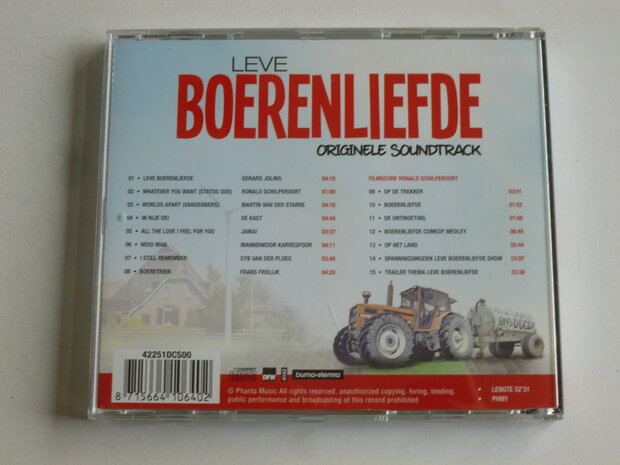 LEVE
BOERENLIEFDE
ORIGINELE SOUNDTRACK
01 • LEVE BOERENLIEFDE GERARD JOLING 04:16
02 • WHATEVER YOU WANT (STATUS QUO) RONALD SCHILPEROORT 01:00
03 • WORLDS APART (VANDENBERG) MARTIN VAN DER STARRE 04:16
04 • IN NIJE DEI DE KAST 04:44
05 • ALL THE LOVE I FEEL FOR YOU JAMAI 03:37
06 • MOOI MAN MANNENKOOR KARRESPOOR 04:11
07 • I STILL REMEMBER SYB VAN DER PLOEG 03:48
08 • BOERETRIEN FRANS FROLIJK 04:20
FILMSCORE RONALD SCHILPEROORT
09 • OP DE TREKKER 03:01
10 • BOERENLIEFDE 01:02
11 • DE ONTMOETING 01:08
12 • BOERENLIEFDE COMEDY MEDLEY 06:49
13 • OP HET LAND 02:44
14 • SPANNINGSMUZIEK LEVE BOERENLIEFDE SHOW 03:07
15 • TRAILER THEMA LEVE BOERENLIEFDE 03:38
42251DCS00
8 715664 106402
DPW
buma-stemra
© Phanta Music All rights reserved. unauthorized copying, hiring, lending,
public performance and broadcasting of this record prohibited
• LENGTE 52'31
• PHM1